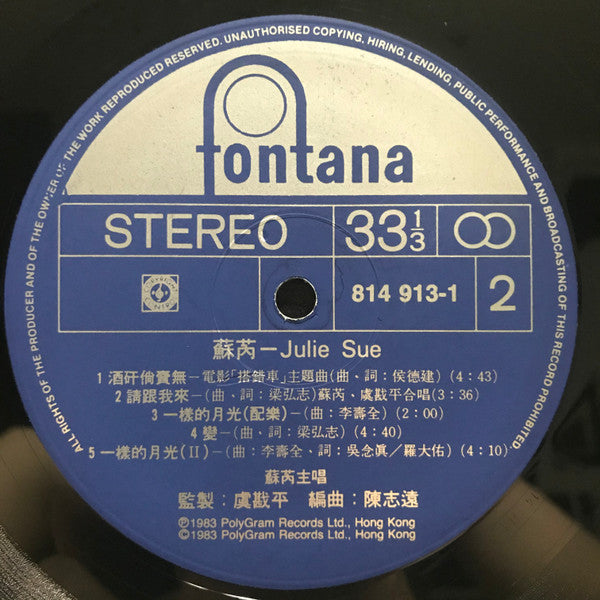 ALL RIGHTS OF THE PRODUCER AND OF THE OWNER OF THE WORK REPRODUCED RESERVED. UNAUTHORISED COPYING, HIRING, LENDING, PUBLIC PERFORMANCE AND BROADCASTING OF THIS RECORD PROHIBITED.
fontana
STEREO 33⅓
814 913-1 2
蘇芮－Julie Sue
1 酒矸倘賣無－電影「搭錯車」主題曲(曲、詞：侯德建) (4:43)
2 請跟我來－(曲、詞：梁弘志)蘇芮、虞戡平合唱(3:36)
3 一樣的月光(配樂)－(曲：李壽全) (2:00)
4 變－(曲、詞：梁弘志) (4:40)
5 一樣的月光(II)－(曲：李壽全、詞：吳念眞／羅大佑) (4:10)
蘇芮主唱
監製：虞戡平 編曲：陳志遠
℗1983 PolyGram Records Ltd., Hong Kong
©1983 PolyGram Records Ltd., Hong Kong